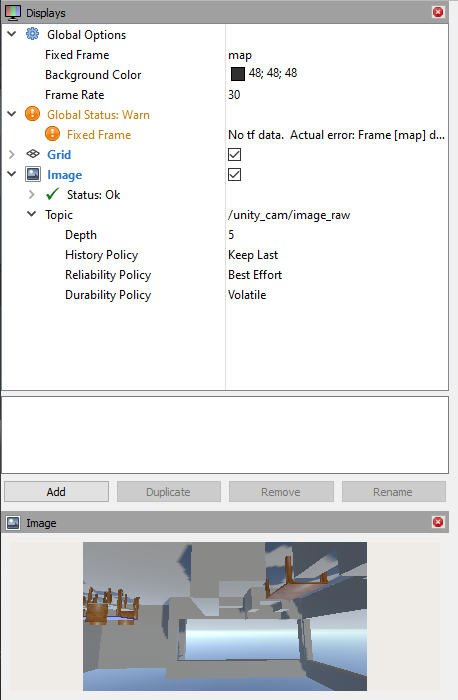 Displays
Global Options
Fixed Frame map
Background Color 48; 48; 48
Frame Rate 30
Global Status: Warn
Fixed Frame No tf data.  Actual error: Frame [map] d...
Grid
Image
Status: Ok
Topic /unity_cam/image_raw
Depth 5
History Policy Keep Last
Reliability Policy Best Effort
Durability Policy Volatile
Add Duplicate Remove Rename
Image